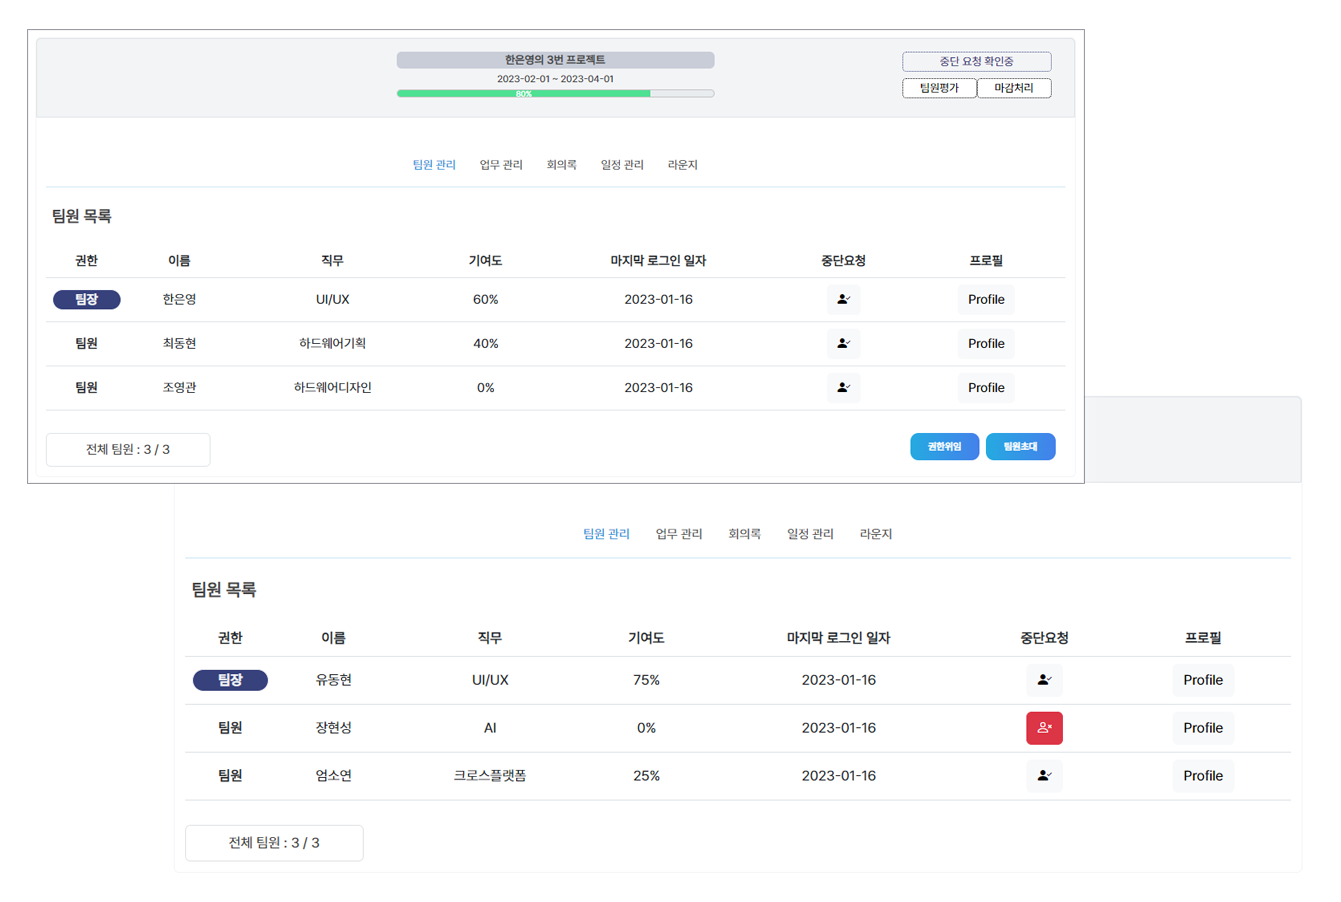 한은영의 3번 프로젝트
2023-02-01 ~ 2023-04-01
80%
중단 요청 확인중
팀원평가 마감처리
팀원 관리 업무 관리 회의록 일정 관리 라운지
팀원 목록
권한 이름 직무 기여도 마지막 로그인 일자 중단요청 프로필
팀장 한은영 UI/UX 60% 2023-01-16 Profile
팀원 최동현 하드웨어기획 40% 2023-01-16 Profile
팀원 조영관 하드웨어디자인 0% 2023-01-16 Profile
전체 팀원 : 3 / 3
권한위임 팀원초대
팀원 관리 업무 관리 회의록 일정 관리 라운지
팀원 목록
권한 이름 직무 기여도 마지막 로그인 일자 중단요청 프로필
팀장 유동현 UI/UX 75% 2023-01-16 Profile
팀원 장현성 AI 0% 2023-01-16 Profile
팀원 엄소연 크로스플랫폼 25% 2023-01-16 Profile
전체 팀원 : 3 / 3